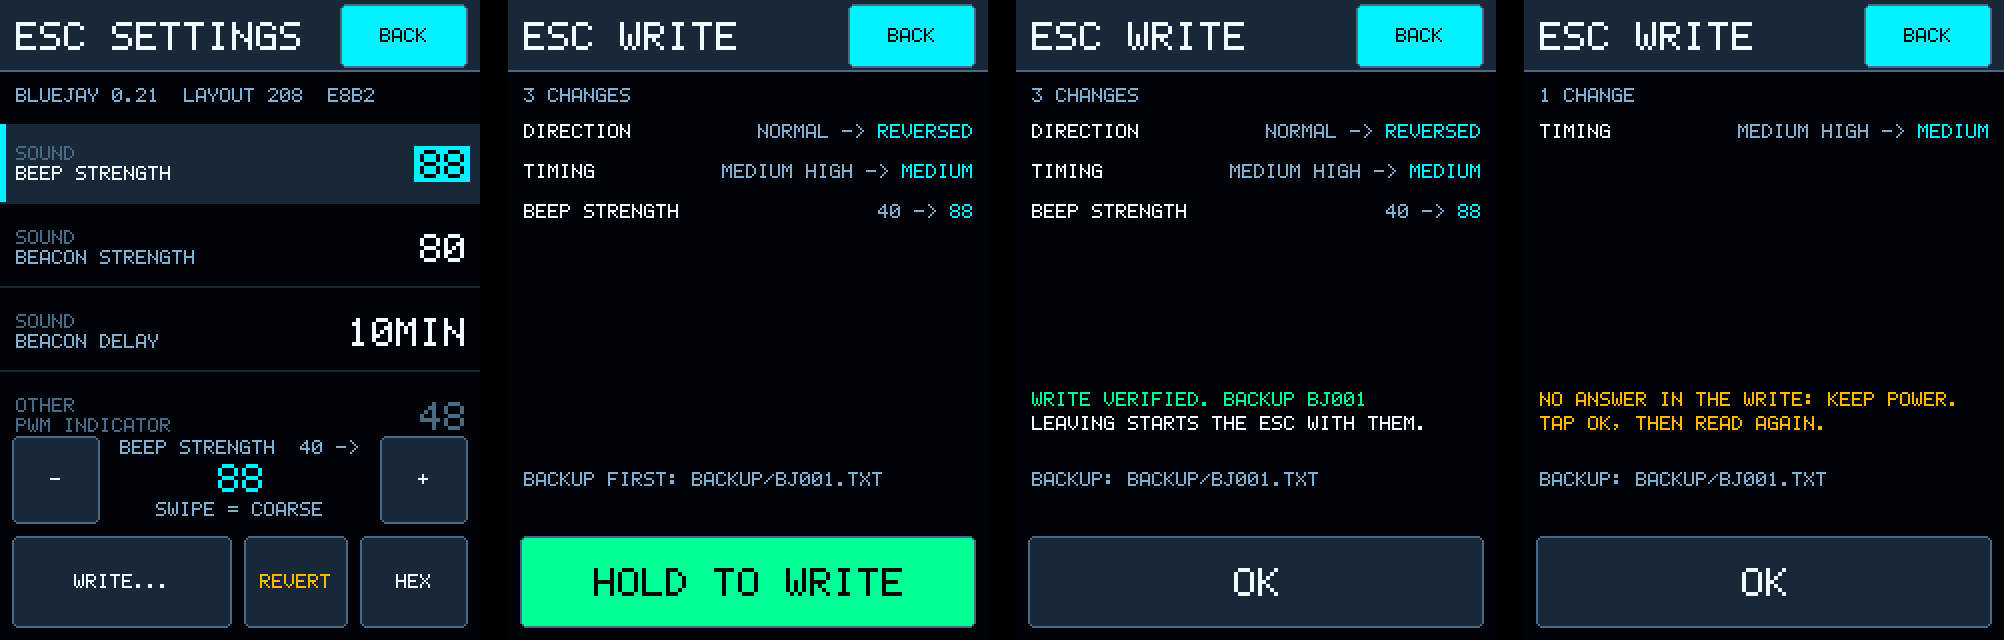 ESC SETTINGS BACK
BLUEJAY 0.21 LAYOUT 208 E8B2
SOUND
BEEP STRENGTH 88
SOUND
BEACON STRENGTH 80
SOUND
BEACON DELAY 10MIN
OTHER
PWM INDICATOR 48
BEEP STRENGTH 40 ->
- 88 +
SWIPE = COARSE
WRITE... REVERT HEX
ESC WRITE BACK
3 CHANGES
DIRECTION NORMAL -> REVERSED
TIMING MEDIUM HIGH -> MEDIUM
BEEP STRENGTH 40 -> 88
BACKUP FIRST: BACKUP/BJ001.TXT
HOLD TO WRITE
ESC WRITE BACK
3 CHANGES
DIRECTION NORMAL -> REVERSED
TIMING MEDIUM HIGH -> MEDIUM
BEEP STRENGTH 40 -> 88
WRITE VERIFIED. BACKUP BJ001
LEAVING STARTS THE ESC WITH THEM.
BACKUP: BACKUP/BJ001.TXT
OK
ESC WRITE BACK
1 CHANGE
TIMING MEDIUM HIGH -> MEDIUM
NO ANSWER IN THE WRITE: KEEP POWER.
TAP OK, THEN READ AGAIN.
BACKUP: BACKUP/BJ001.TXT
OK